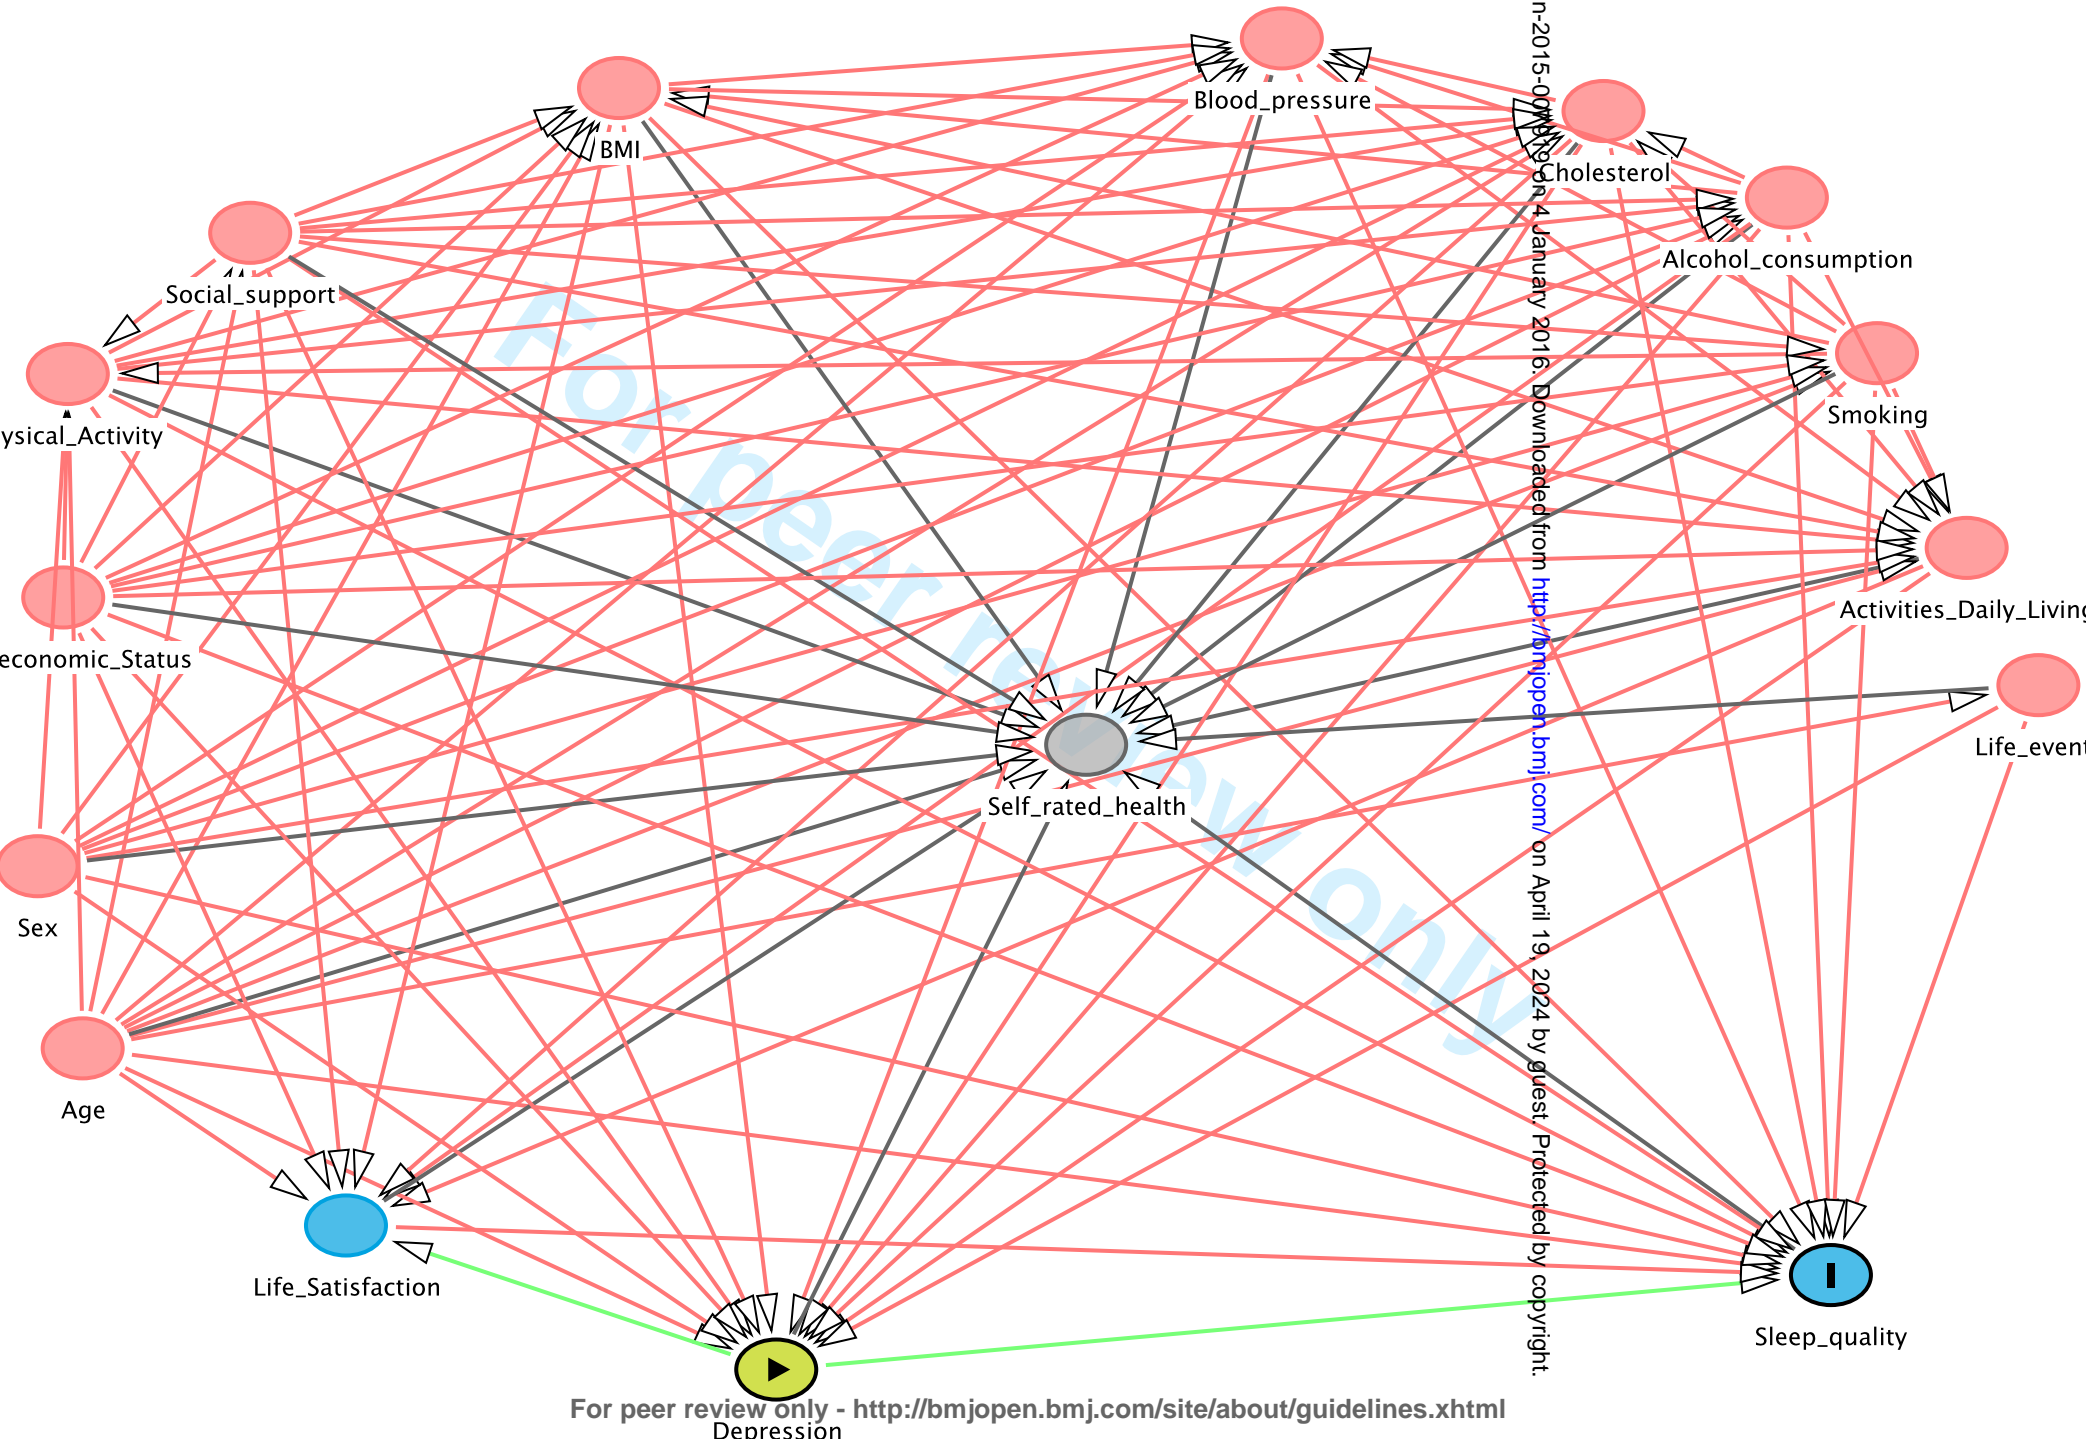 Blood_pressure
BMI
Cholesterol
Alcohol_consumption
Social_support
Smoking
ysical_Activity
Activities_Daily_Living
economic_Status
Life_event
Self_rated_health
Sex
Age
Life_Satisfaction
Sleep_quality
Depression
For peer review only
For peer review only - http://bmjopen.bmj.com/site/about/guidelines.xhtml
on 4 January 2016. Downloaded from http://bmjopen.bmj.com/ on April 19, 2024 by guest. Protected by copyright.